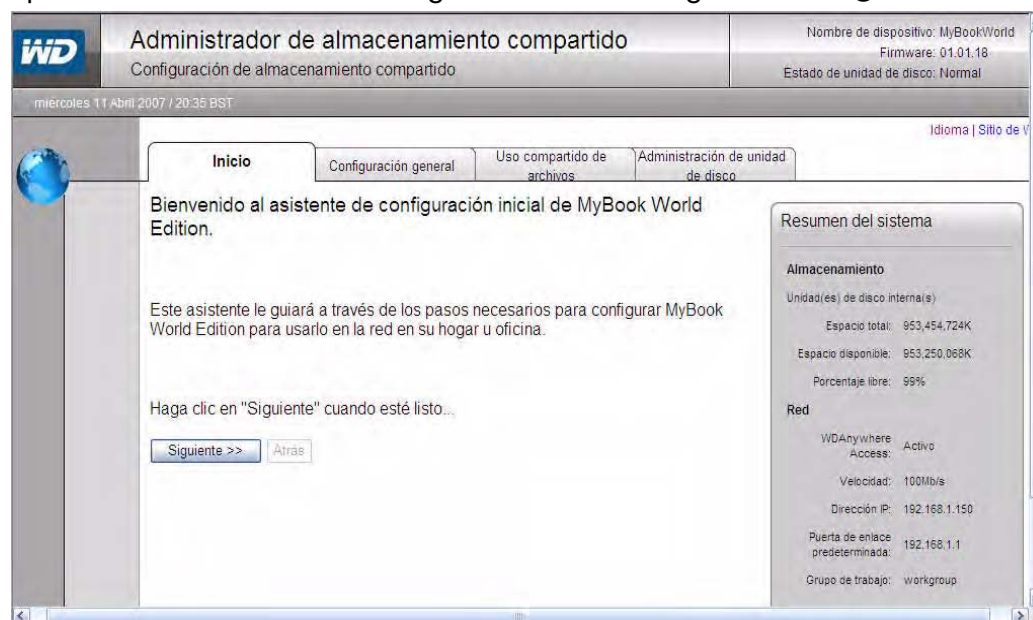 WD
Administrador de almacenamiento compartido
Configuración de almacenamiento compartido
Nombre de dispositivo: MyBookWorld
Firmware: 01.01.18
Estado de unidad de disco: Normal
miércoles 11 Abril 2007 / 20:35 BST
Idioma | Sitio de
Inicio
Configuración general
Uso compartido de archivos
Administración de unidad de disco
Bienvenido al asistente de configuración inicial de MyBook World
Edition.
Este asistente le guiará a través de los pasos necesarios para configurar MyBook
World Edition para usarlo en la red en su hogar u oficina.
Haga clic en "Siguiente" cuando esté listo...
Siguiente >> Atrás
Resumen del sistema
Almacenamiento
Unidad(es) de disco interna(s)
Espacio total: 953,454,724K
Espacio disponible: 953,250,068K
Porcentaje libre: 99%
Red
WDAnywhere Access: Activo
Velocidad: 100Mb/s
Dirección IP: 192.168.1.150
Puerta de enlace predeterminada: 192.168.1.1
Grupo de trabajo: workgroup